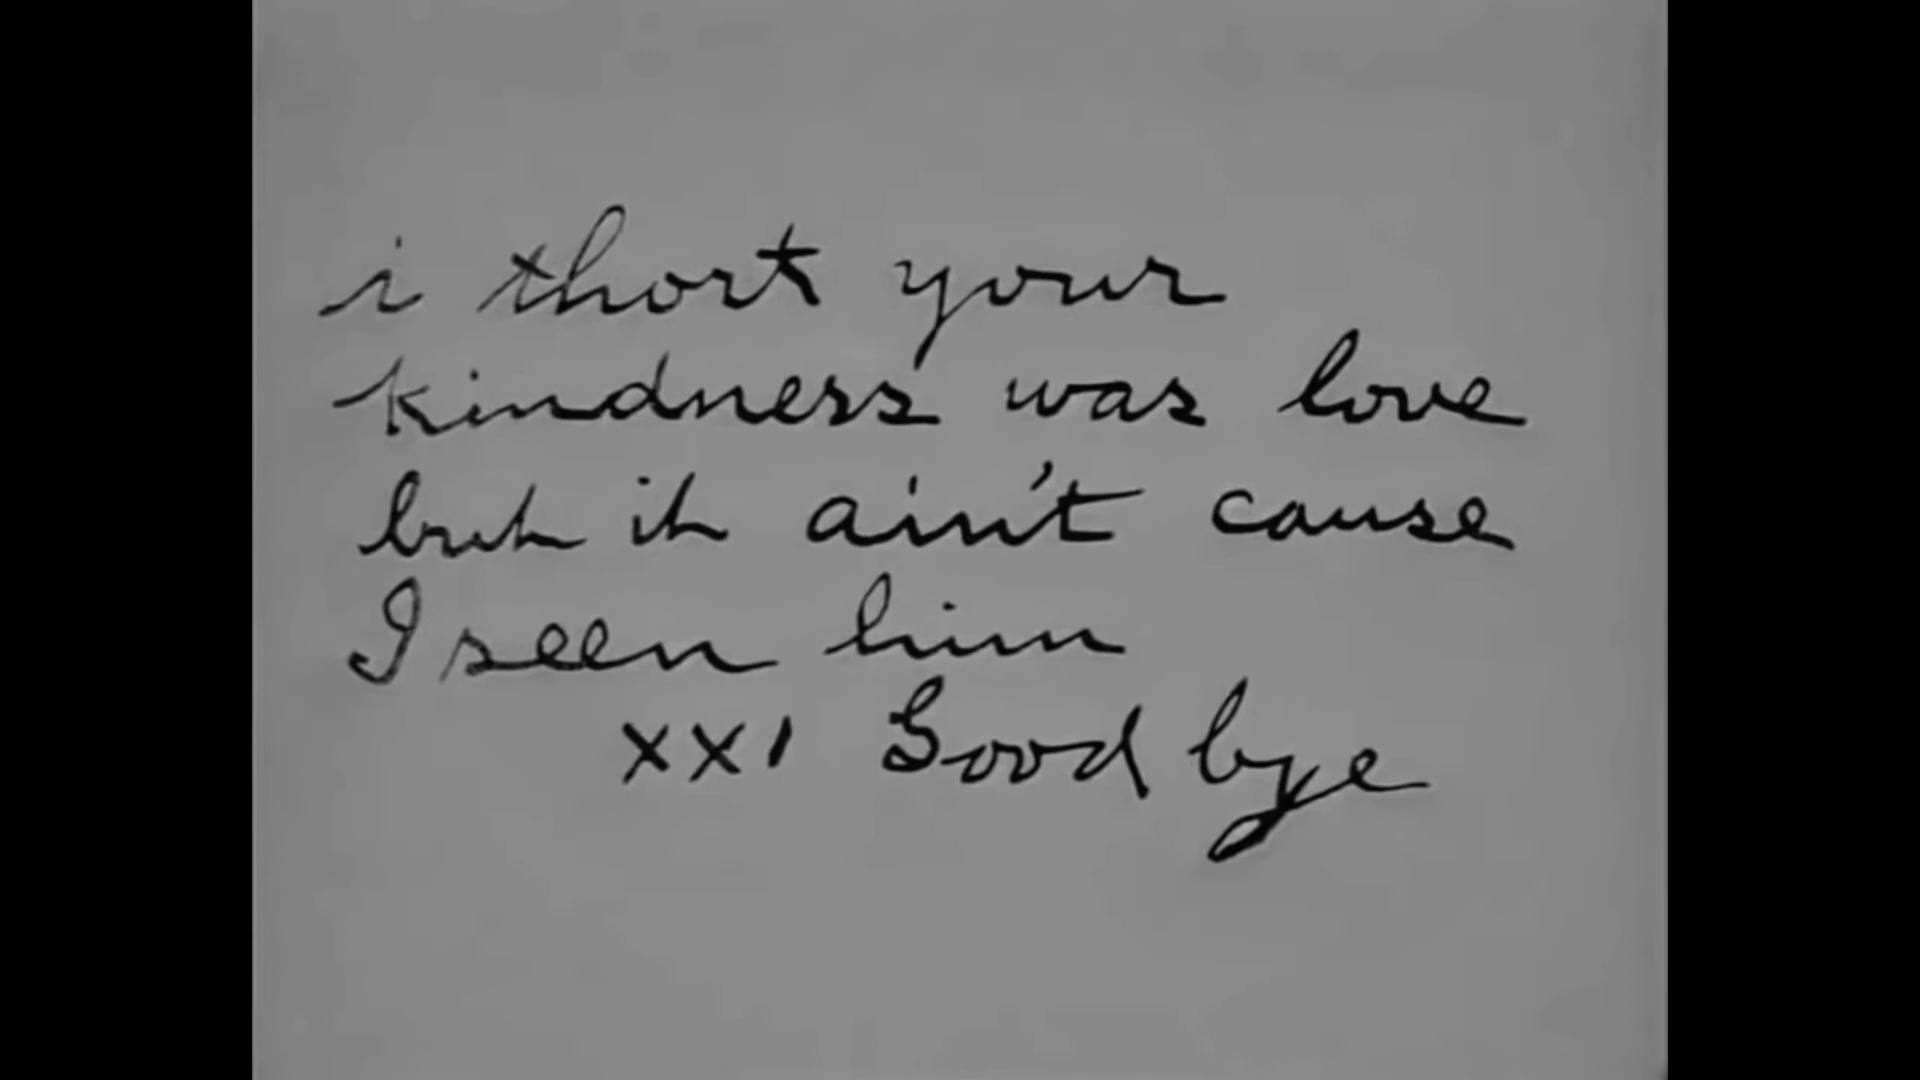 i thort your
kindness was love
but it ain't cause
I seen him
xx1 Good bye